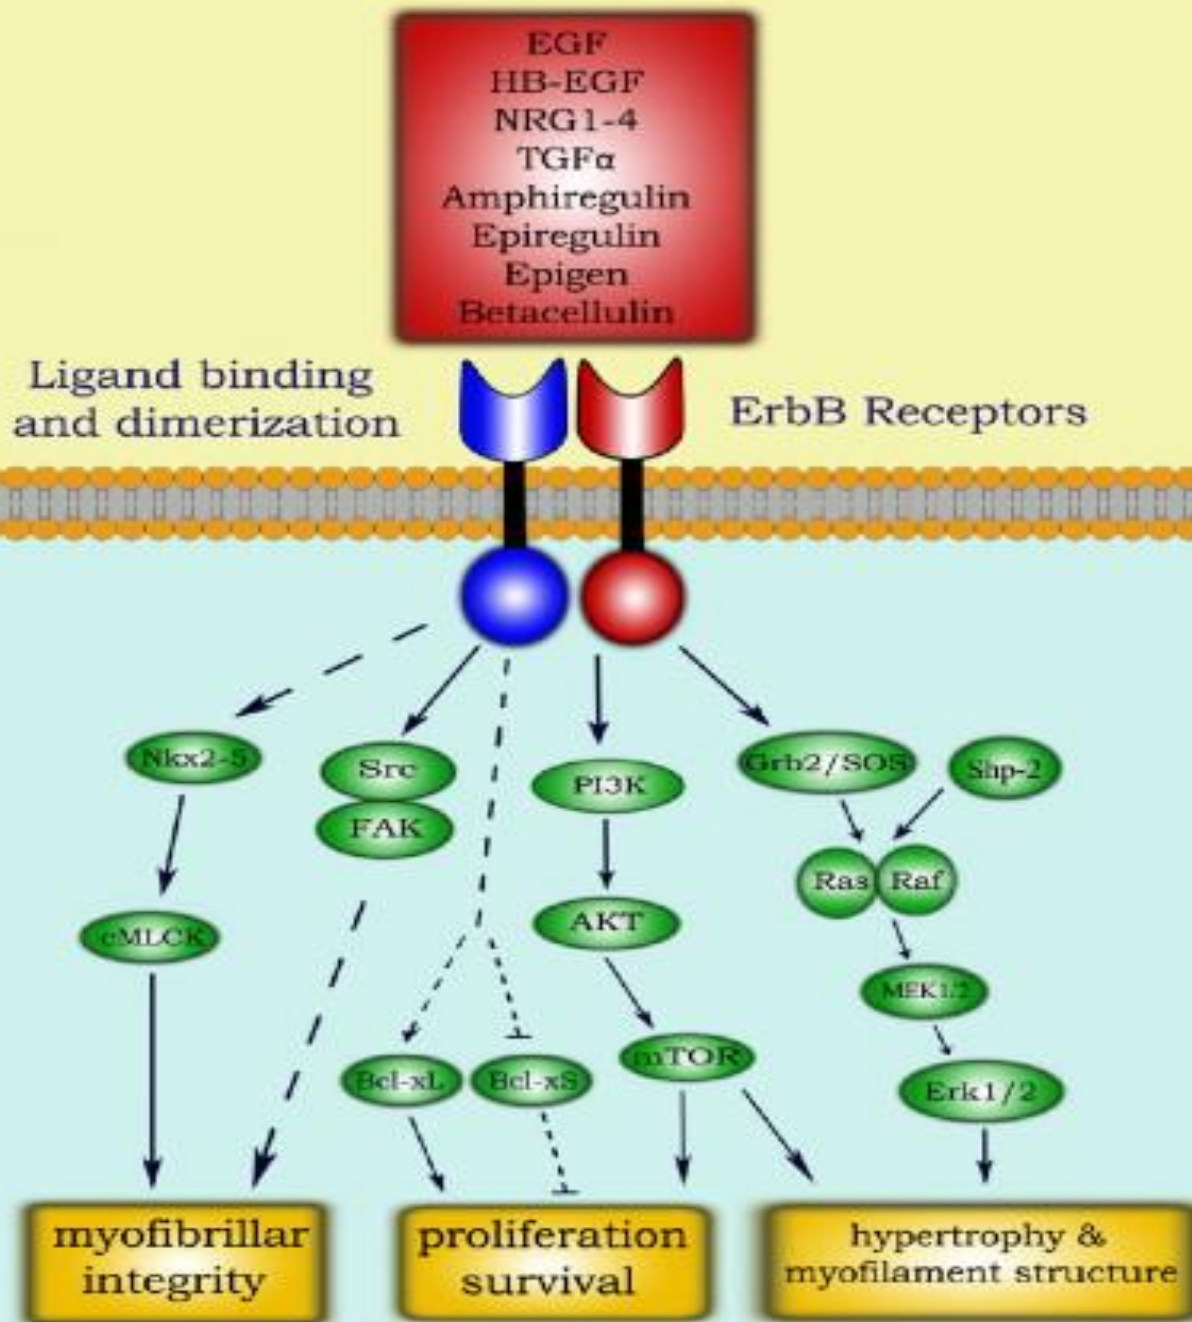 EGF
HB-EGF
NRG1-4
TGFα
Amphiregulin
Epiregulin
Epigen
Betacellulin
Ligand binding
and dimerization
ErbB Receptors
Nkx2-5
Src
FAK
PI3K
Grb2/SOS
Shp-2
Ras
Raf
cMLCK
AKT
MEK1/2
mTOR
Bcl-xL
Bcl-xS
Erk1/2
myofibrillar
integrity
proliferation
survival
hypertrophy &
myofilament structure